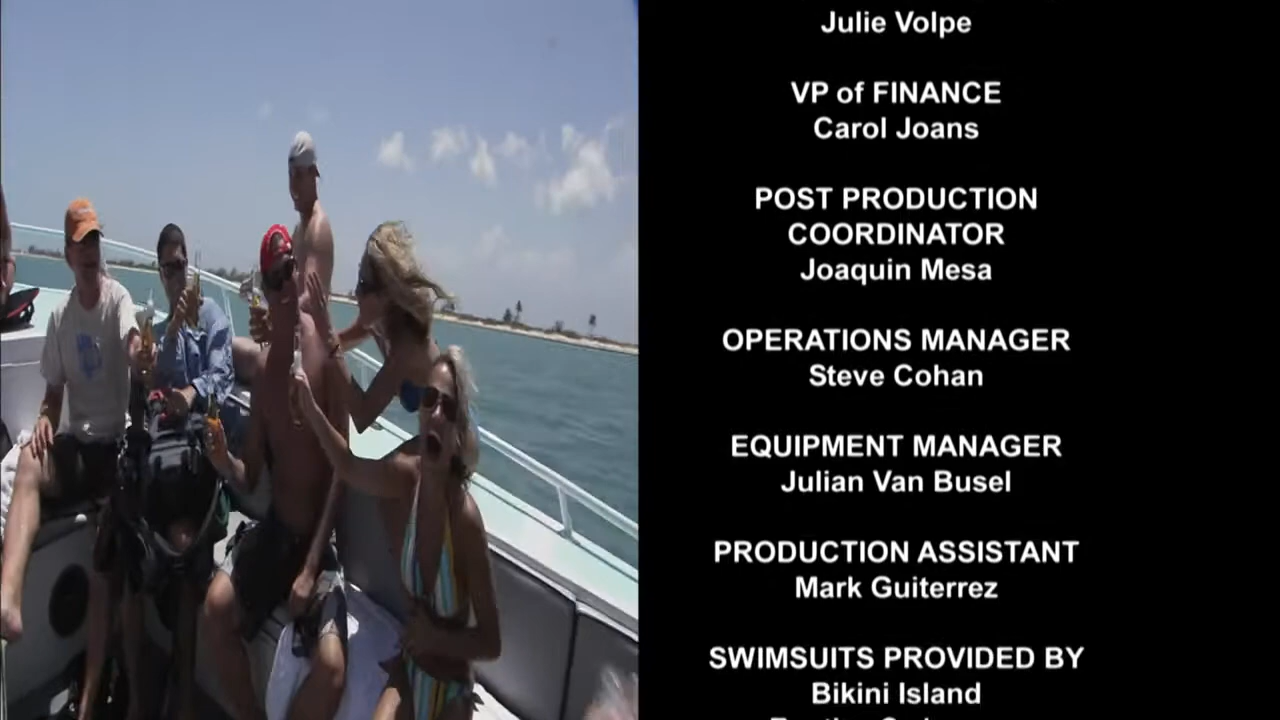 Julie Volpe
VP of FINANCE
Carol Joans
POST PRODUCTION
COORDINATOR
Joaquin Mesa
OPERATIONS MANAGER
Steve Cohan
EQUIPMENT MANAGER
Julian Van Busel
PRODUCTION ASSISTANT
Mark Guiterrez
SWIMSUITS PROVIDED BY
Bikini Island